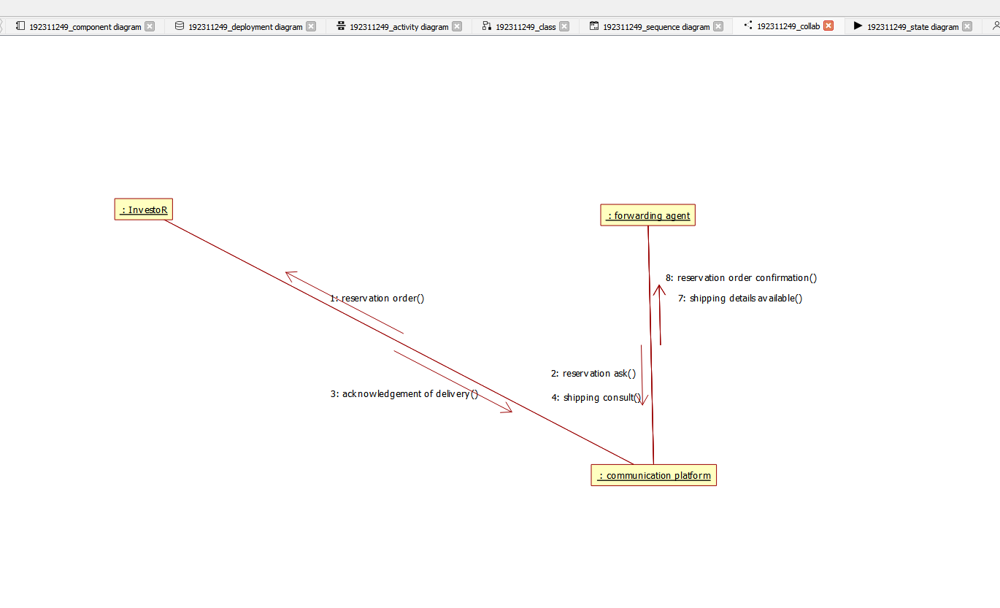 192311249_component diagram
192311249_deployment diagram
192311249_activity diagram
192311249_class
192311249_sequence diagram
192311249_collab
192311249_state diagram
: InvestoR
: forwarding agent
8: reservation order confirmation()
1: reservation order()
7: shipping details available()
2: reservation ask()
3: acknowledgement of delivery()
4: shipping consult()
: communication platform